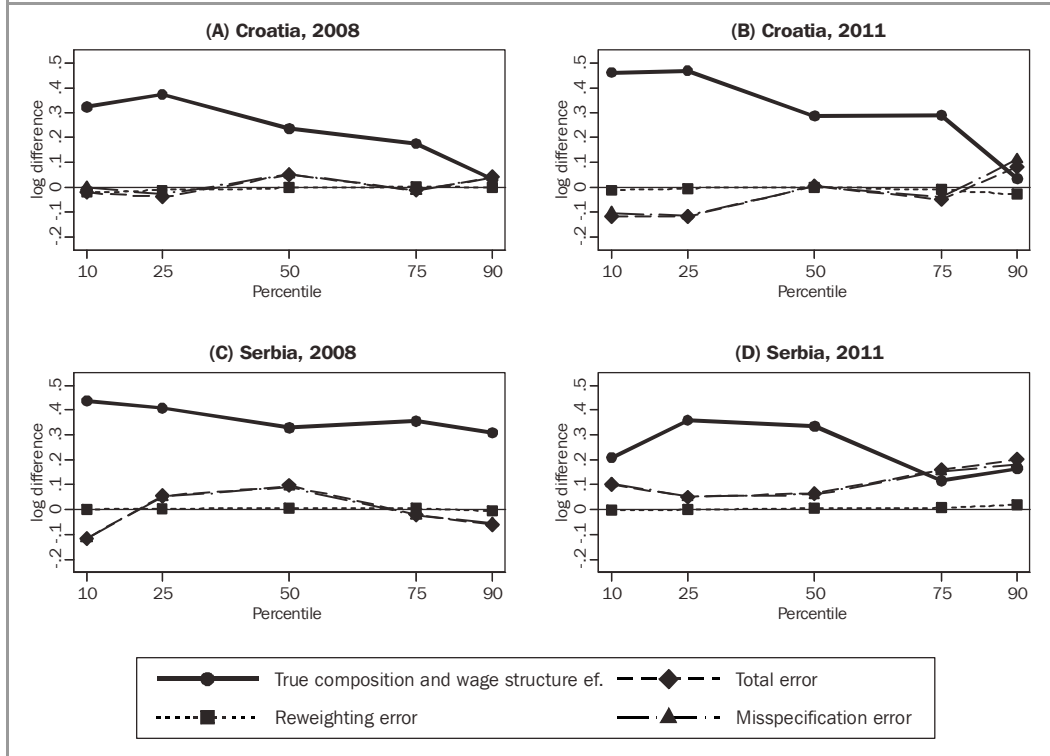 (A) Croatia, 2008
log difference
.5
.4
.3
.2
.1
0
-.1
-.2
10 25 50 75 90
Percentile
(B) Croatia, 2011
log difference
.5
.4
.3
.2
.1
0
-.1
-.2
10 25 50 75 90
Percentile
(C) Serbia, 2008
log difference
.5
.4
.3
.2
.1
0
-.1
-.2
10 25 50 75 90
Percentile
(D) Serbia, 2011
log difference
.5
.4
.3
.2
.1
0
-.1
-.2
10 25 50 75 90
Percentile
True composition and wage structure ef.
Total error
Reweighting error
Misspecification error